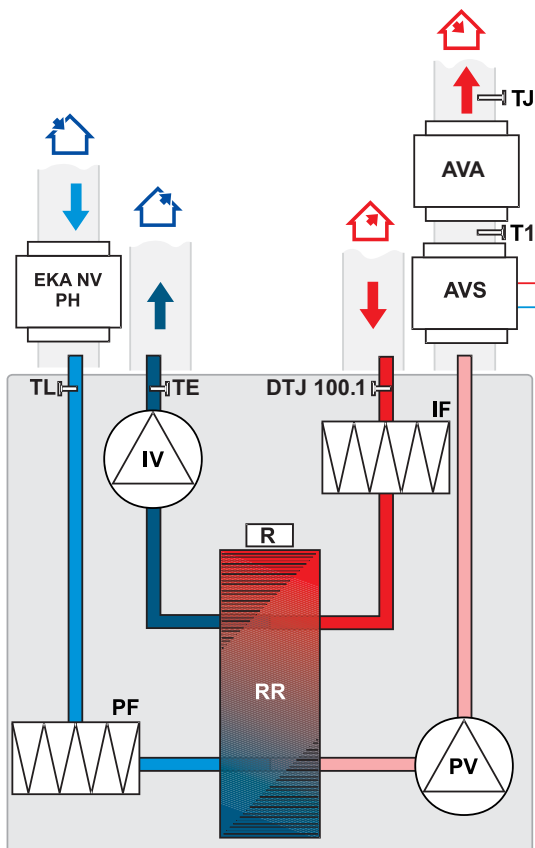 TJ
AVA
T1
EKA NV
PH
AVS
TL
TE
DTJ 100.1
IF
IV
R
RR
PF
PV